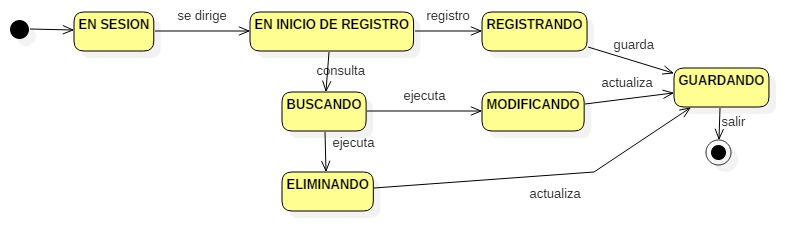 EN SESION
se dirige
EN INICIO DE REGISTRO
registro
REGISTRANDO
guarda
GUARDANDO
consulta
BUSCANDO
ejecuta
MODIFICANDO
actualiza
salir
ejecuta
ELIMINANDO
actualiza